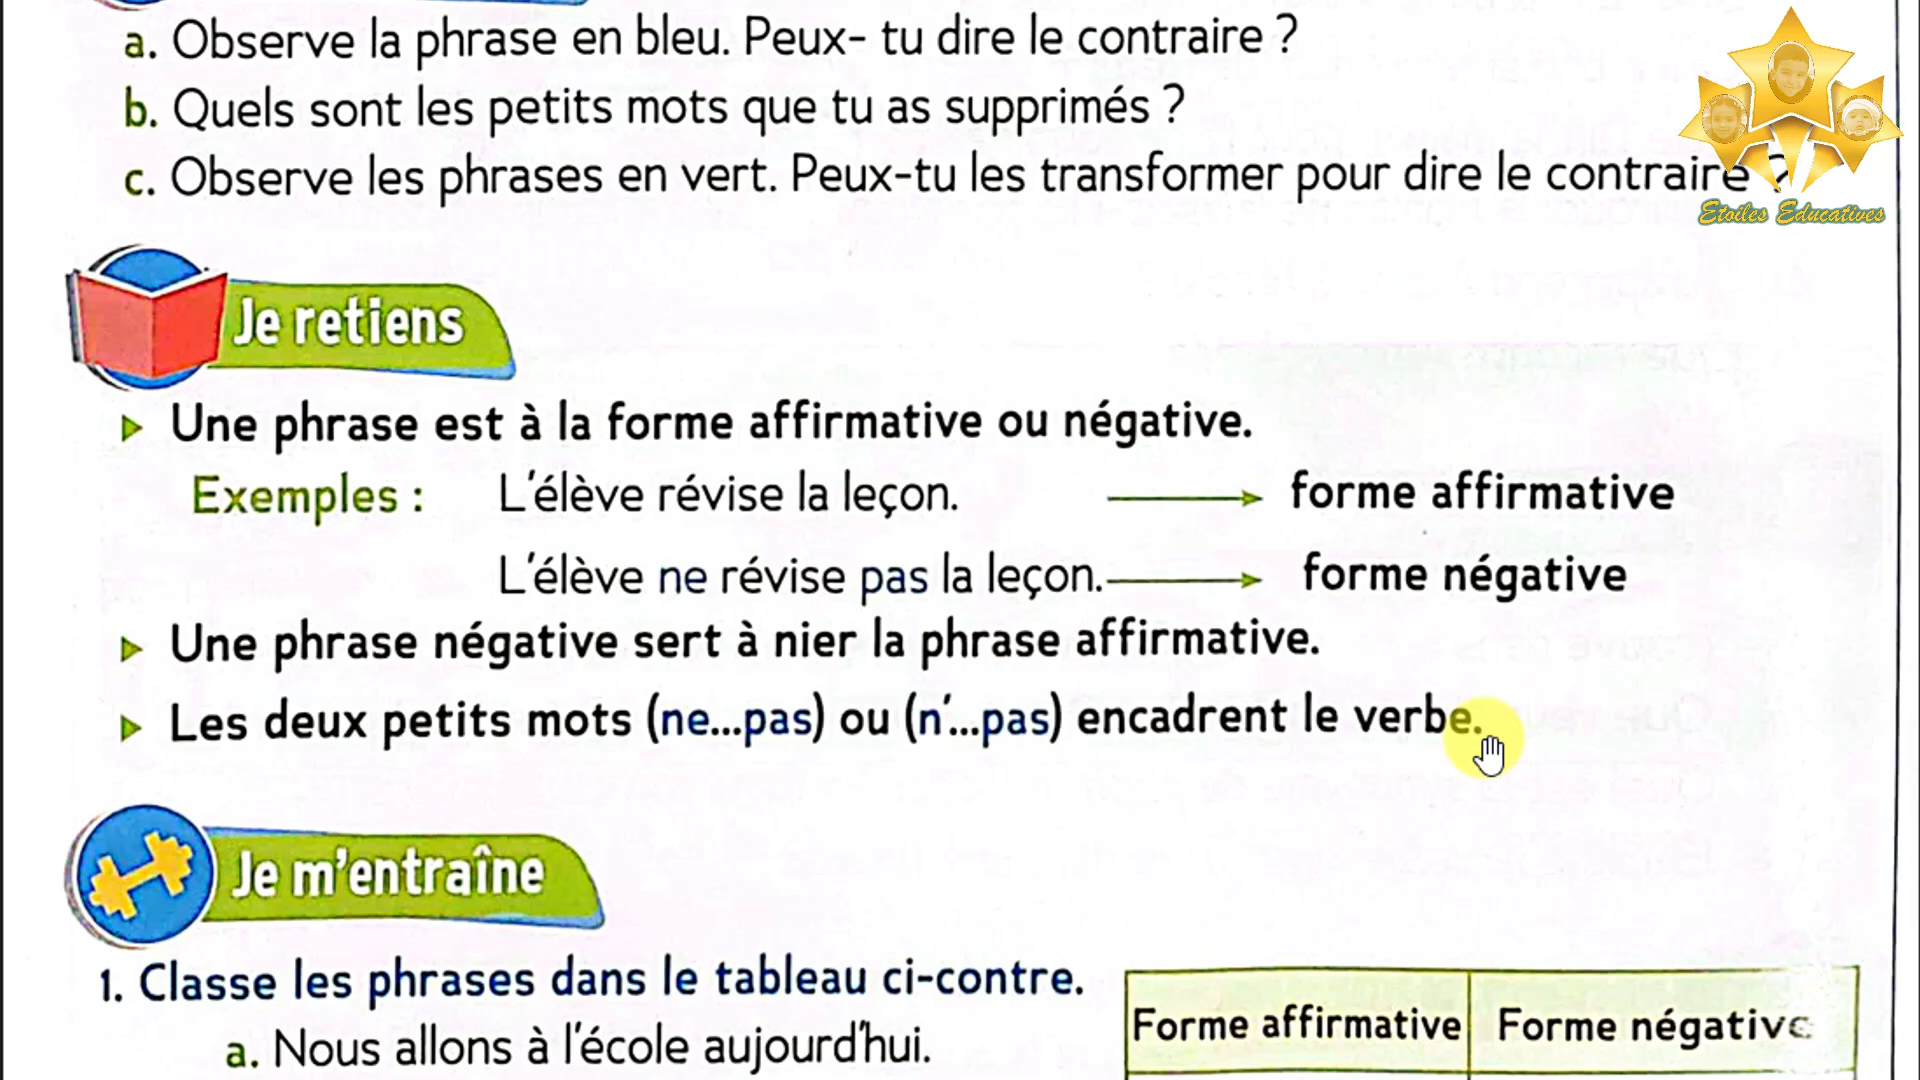 a. Observe la phrase en bleu. Peux- tu dire le contraire ?
b. Quels sont les petits mots que tu as supprimés ?
c. Observe les phrases en vert. Peux-tu les transformer pour dire le contraire ?
Etoiles Educatives
Je retiens
Une phrase est à la forme affirmative ou négative.
Exemples : L'élève révise la leçon. forme affirmative
L'élève ne révise pas la leçon. forme négative
Une phrase négative sert à nier la phrase affirmative.
Les deux petits mots (ne...pas) ou (n'...pas) encadrent le verbe.
Je m'entraîne
1. Classe les phrases dans le tableau ci-contre.
Forme affirmative Forme négative
a. Nous allons à l'école aujourd'hui.